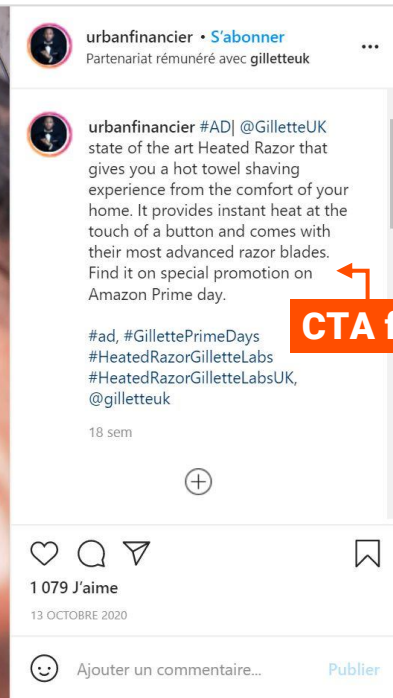 urbanfinancier • S'abonner
Partenariat rémunéré avec gilletteuk
urbanfinancier #AD| @GilletteUK
state of the art Heated Razor that
gives you a hot towel shaving
experience from the comfort of your
home. It provides instant heat at the
touch of a button and comes with
their most advanced razor blades.
Find it on special promotion on
Amazon Prime day.
CTA f
#ad, #GillettePrimeDays
#HeatedRazorGilletteLabs
#HeatedRazorGilletteLabsUK,
@gilletteuk
18 sem
1 079 J'aime
13 OCTOBRE 2020
Ajouter un commentaire... Publier